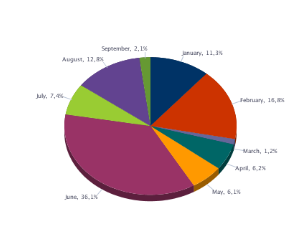 September, 2,1%
January, 11,3%
August, 12,8%
July, 7,4%
February, 16,8%
March, 1,2%
April, 6,2%
May, 6,1%
June, 36,1%